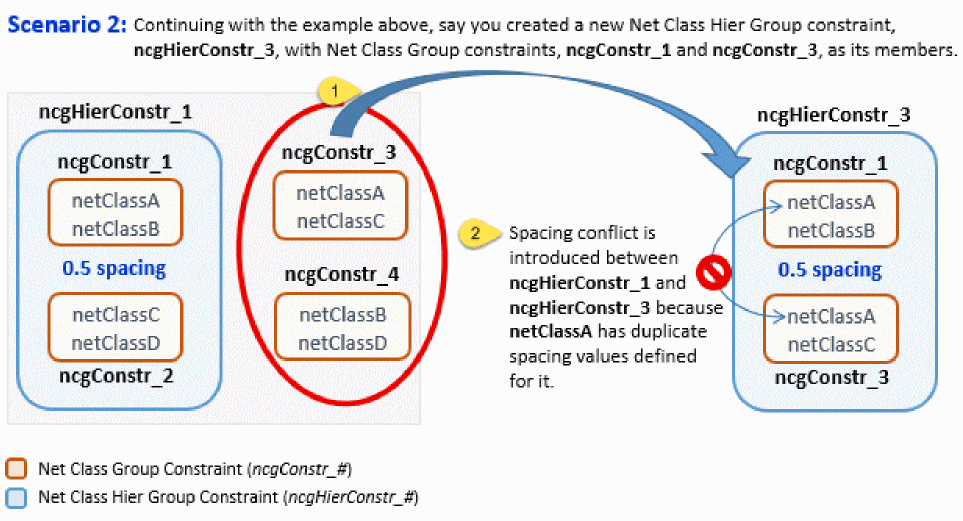 Scenario 2: Continuing with the example above, say you created a new Net Class Hier Group constraint,
ncgHierConstr_3, with Net Class Group constraints, ncgConstr_1 and ncgConstr_3, as its members.
1
ncgHierConstr_1
ncgConstr_1
netClassA
netClassB
0.5 spacing
netClassC
netClassD
ncgConstr_2
ncgConstr_3
netClassA
netClassC
ncgConstr_4
netClassB
netClassD
2
Spacing conflict is
introduced between
ncgHierConstr_1 and
ncgHierConstr_3 because
netClassA has duplicate
spacing values defined
for it.
ncgHierConstr_3
ncgConstr_1
netClassA
netClassB
0.5 spacing
netClassA
netClassC
ncgConstr_3
Net Class Group Constraint (ncgConstr_#)
Net Class Hier Group Constraint (ncgHierConstr_#)